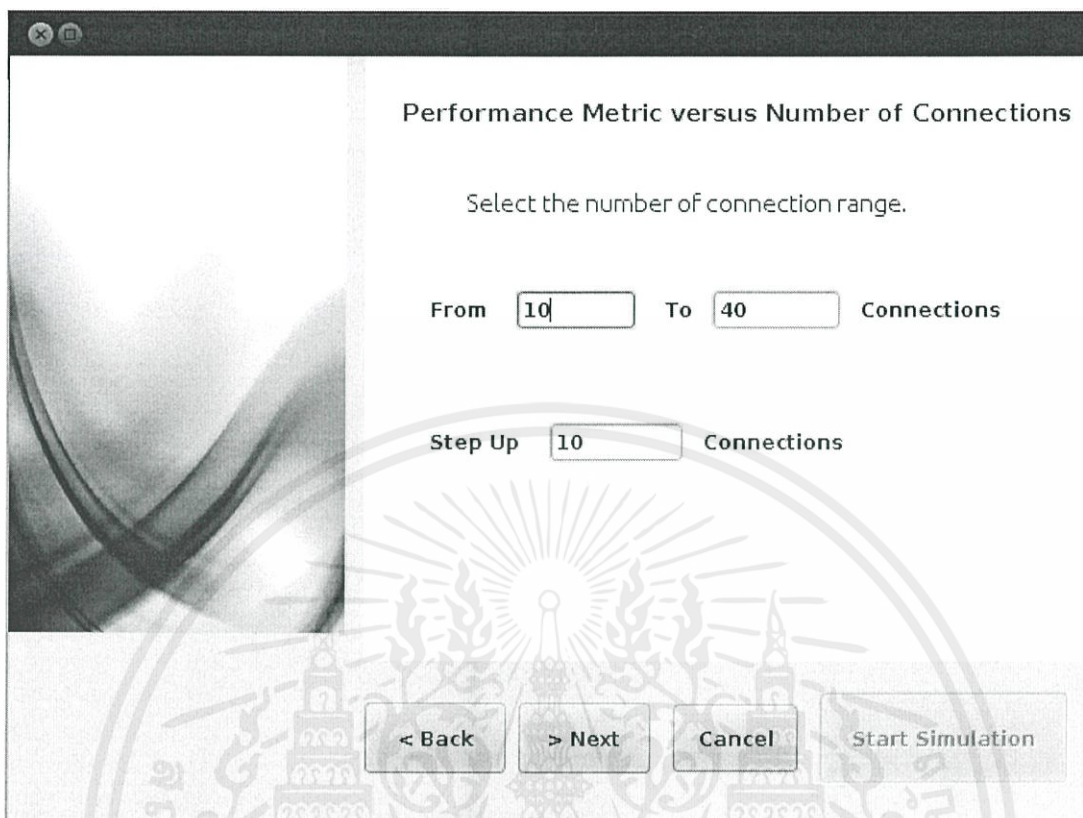 Performance Metric versus Number of Connections
Select the number of connection range.
From 10 To 40 Connections
Step Up 10 Connections
< Back > Next Cancel Start Simulation